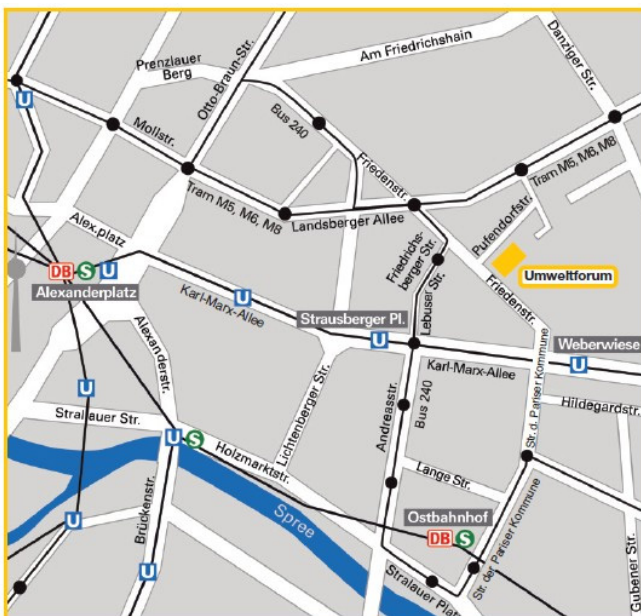 Danziger Str.
Am Friedrichshain
Prenzlauer
Berg
Otto-Braun-Str.
Bus 240
U
Mollstr.
Friedenstr.
Tram M5, M6, M8
Tram M5, M6, M8
Landsberger Allee
Pufendorfstr.
Alex.platz
Friedrichs-
berger Str.
Umweltforum
DB S U
Alexanderplatz
Lebuser
Str.
Friedenstr.
U
Karl-Marx-Allee
Strausberger Pl.
U
Weberwiese
U
Karl-Marx-Allee
Alexanderstr.
U
Lichtenberger Str.
Andreasstr.
Bus 240
Str. d. Pariser Kommune
Hildegardstr.
Stralauer Str.
U S
Holzmarktstr.
Lange Str.
Spree
Ostbahnhof
DB S
U
Brückenstr.
U
Str. der Pariser Kommune
Stralauer Platz